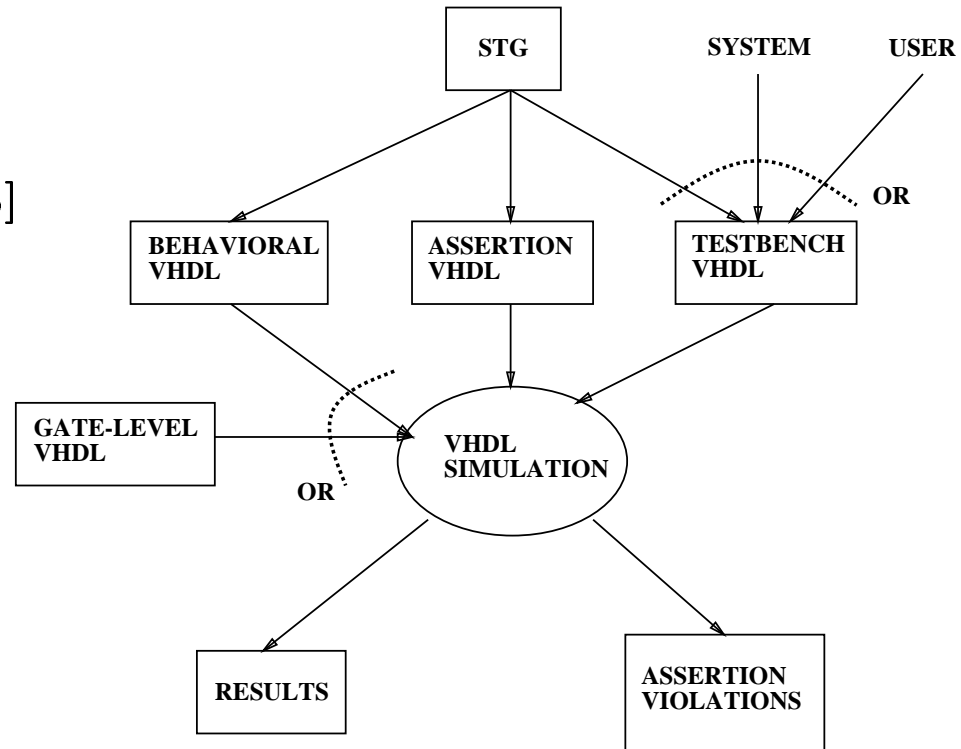 STG
SYSTEM
USER
]
OR
BEHAVIORAL
VHDL
ASSERTION
VHDL
TESTBENCH
VHDL
GATE-LEVEL
VHDL
OR
VHDL
SIMULATION
RESULTS
ASSERTION
VIOLATIONS